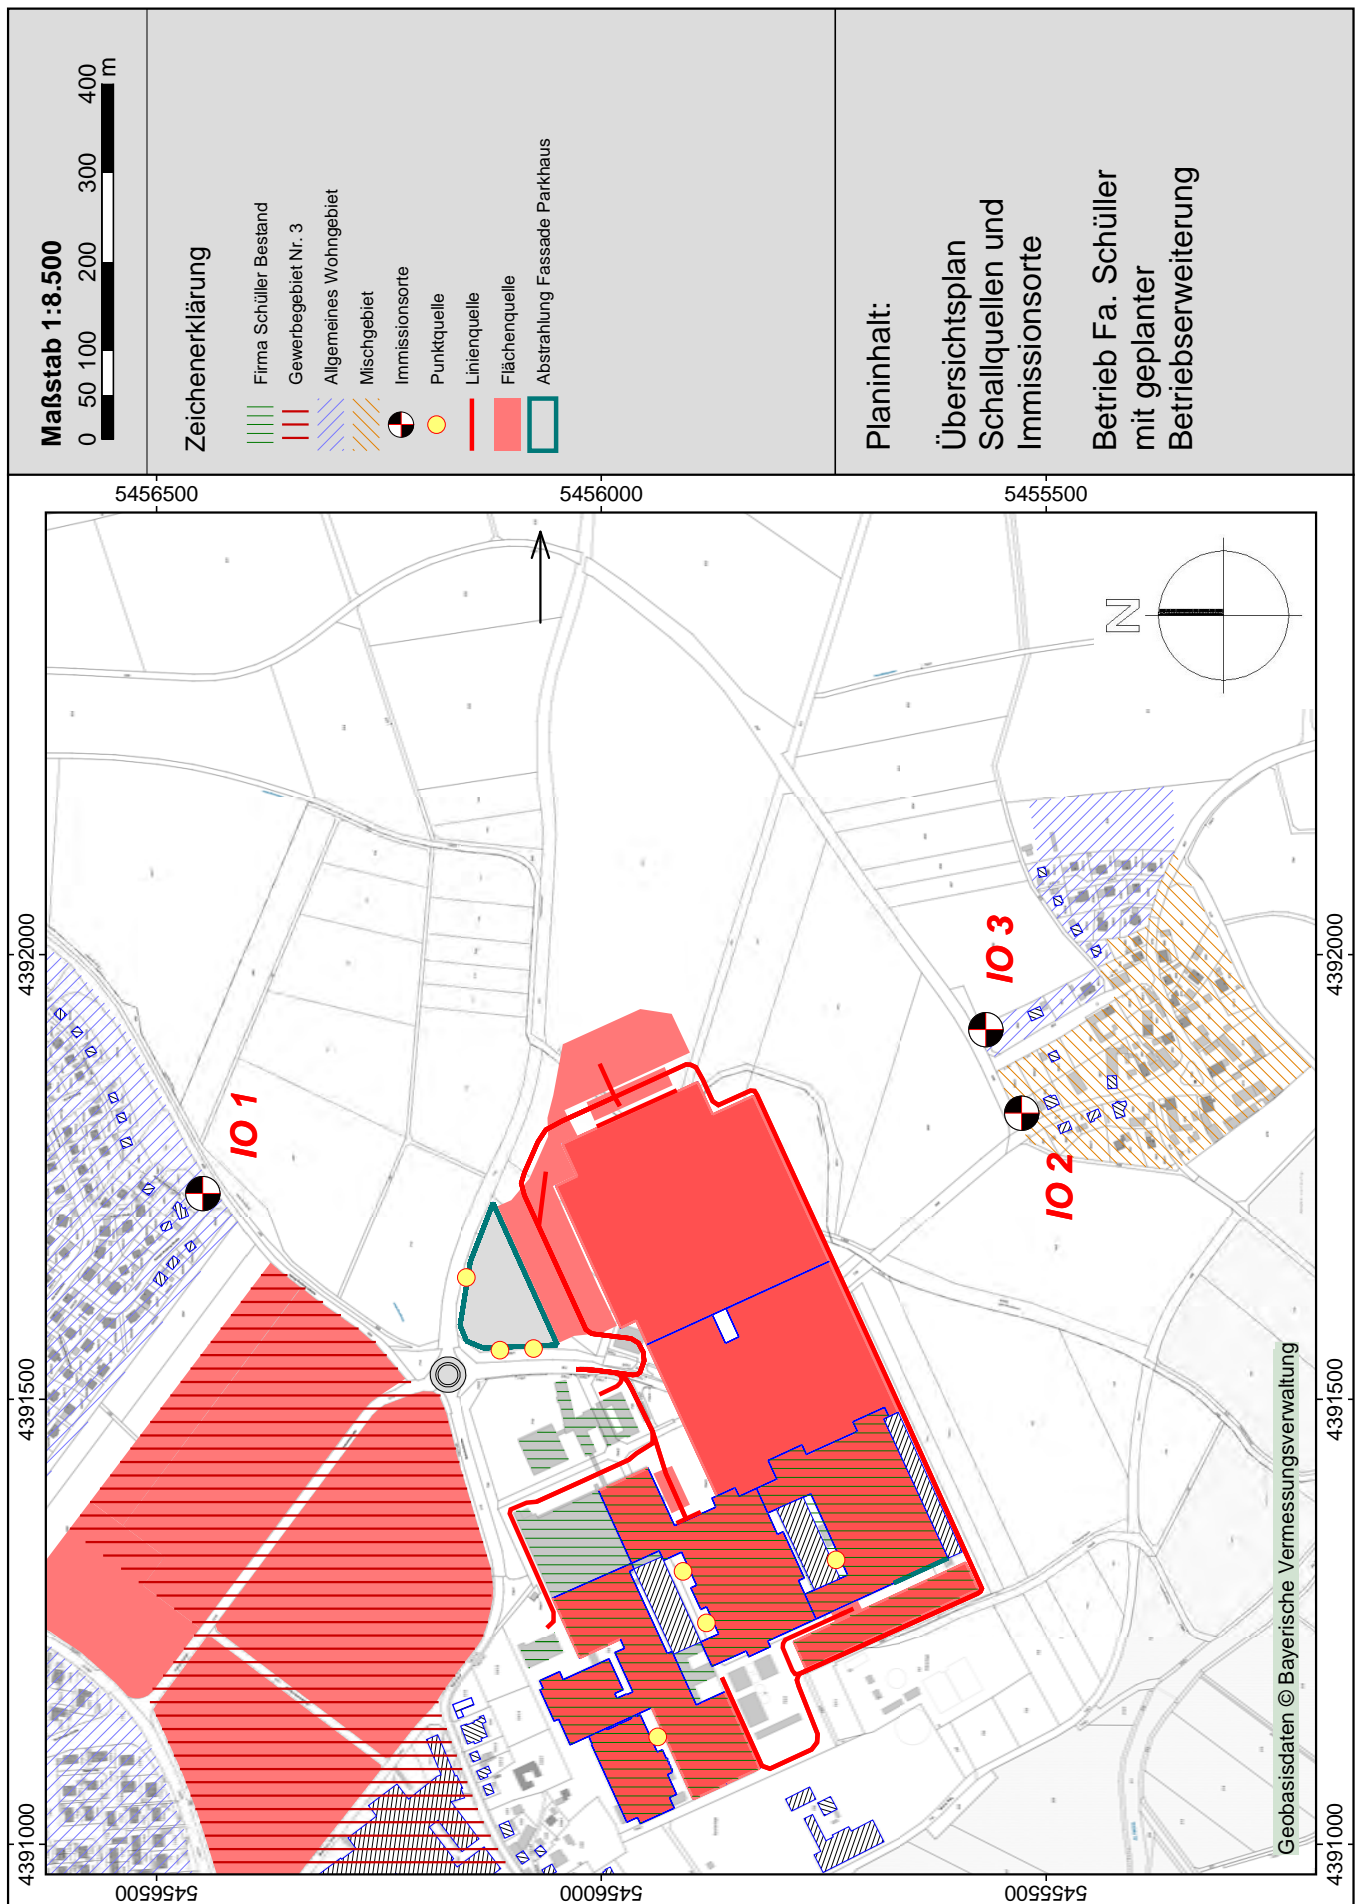 Maßstab 1:8.500
0 50 100 200 300 400
m
Zeichenerklärung
Firma Schüller Bestand
Gewerbegebiet Nr. 3
Allgemeines Wohngebiet
Mischgebiet
Immissionsorte
Punktquelle
Linienquelle
Flächenquelle
Abstrahlung Fassade Parkhaus
Planinhalt:
Übersichtsplan
Schallquellen und
Immissionsorte
Betrieb Fa. Schüller
mit geplanter
Betriebserweiterung
5456500
5456000
5455500
4392000
4391500
4391000
4392000
4391500
4391000
5456500
5456000
5455500
N
IO 1
IO 2
IO 3
Geobasisdaten © Bayerische Vermessungsverwaltung